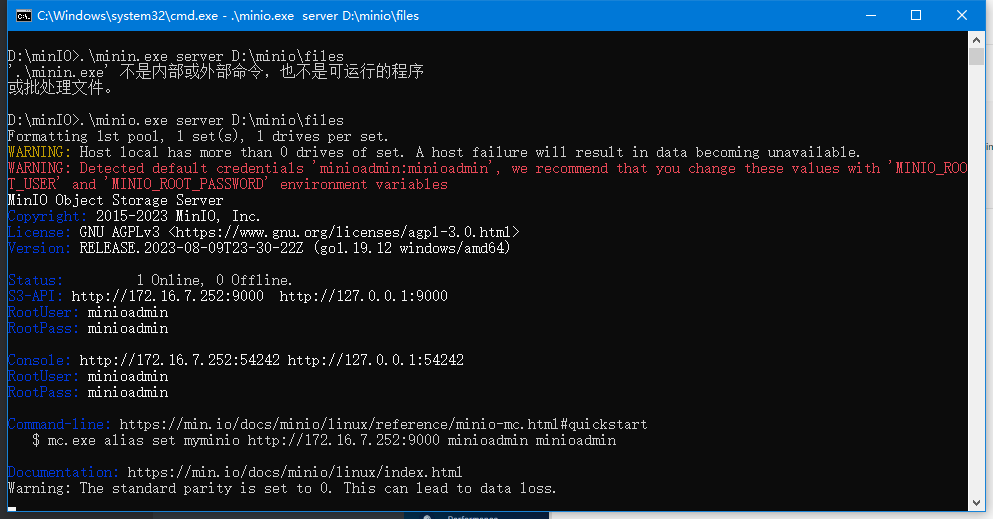 C:\Windows\system32\cmd.exe - .\minio.exe  server D:\minio\files
D:\minIO>.\minin.exe server D:\minio\files
'.\minin.exe' 不是内部或外部命令，也不是可运行的程序
或批处理文件。
D:\minIO>.\minio.exe server D:\minio\files
Formatting 1st pool, 1 set(s), 1 drives per set.
WARNING: Host local has more than 0 drives of set. A host failure will result in data becoming unavailable.
WARNING: Detected default credentials 'minioadmin:minioadmin', we recommend that you change these values with 'MINIO_ROO
T_USER' and 'MINIO_ROOT_PASSWORD' environment variables
MinIO Object Storage Server
Copyright: 2015-2023 MinIO, Inc.
License: GNU AGPLv3 <https://www.gnu.org/licenses/agpl-3.0.html>
Version: RELEASE.2023-08-09T23-30-22Z (go1.19.12 windows/amd64)
Status:         1 Online, 0 Offline.
S3-API: http://172.16.7.252:9000  http://127.0.0.1:9000
RootUser: minioadmin
RootPass: minioadmin
Console: http://172.16.7.252:54242 http://127.0.0.1:54242
RootUser: minioadmin
RootPass: minioadmin
Command-line: https://min.io/docs/minio/linux/reference/minio-mc.html#quickstart
   $ mc.exe alias set myminio http://172.16.7.252:9000 minioadmin minioadmin
Documentation: https://min.io/docs/minio/linux/index.html
Warning: The standard parity is set to 0. This can lead to data loss.